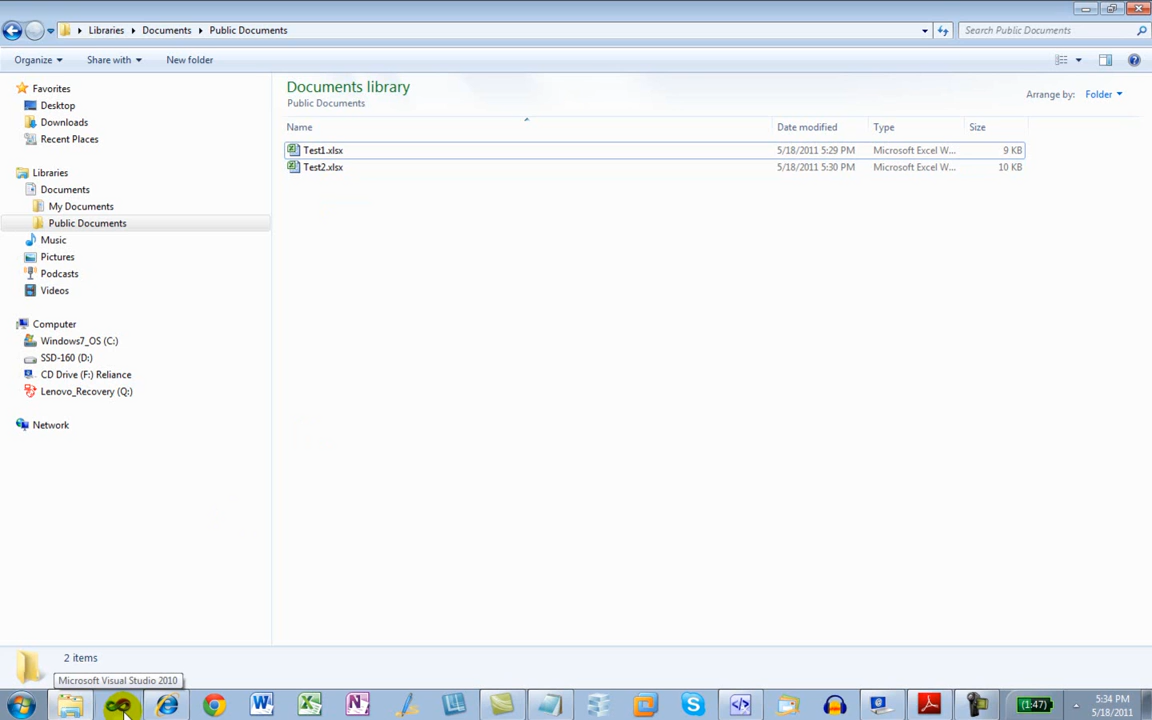 Libraries Documents Public Documents
Search Public Documents
Organize Share with New folder
Favorites
Desktop
Downloads
Recent Places
Libraries
Documents
My Documents
Public Documents
Music
Pictures
Podcasts
Videos
Computer
Windows7_OS (C:)
SSD-160 (D:)
CD Drive (F:) Reliance
Lenovo_Recovery (Q:)
Network
Documents library
Public Documents
Arrange by: Folder
Name Date modified Type Size
Test1.xlsx 5/18/2011 5:29 PM Microsoft Excel W... 9 KB
Test2.xlsx 5/18/2011 5:30 PM Microsoft Excel W... 10 KB
2 items
Microsoft Visual Studio 2010
(1:47)
5:34 PM
5/18/2011